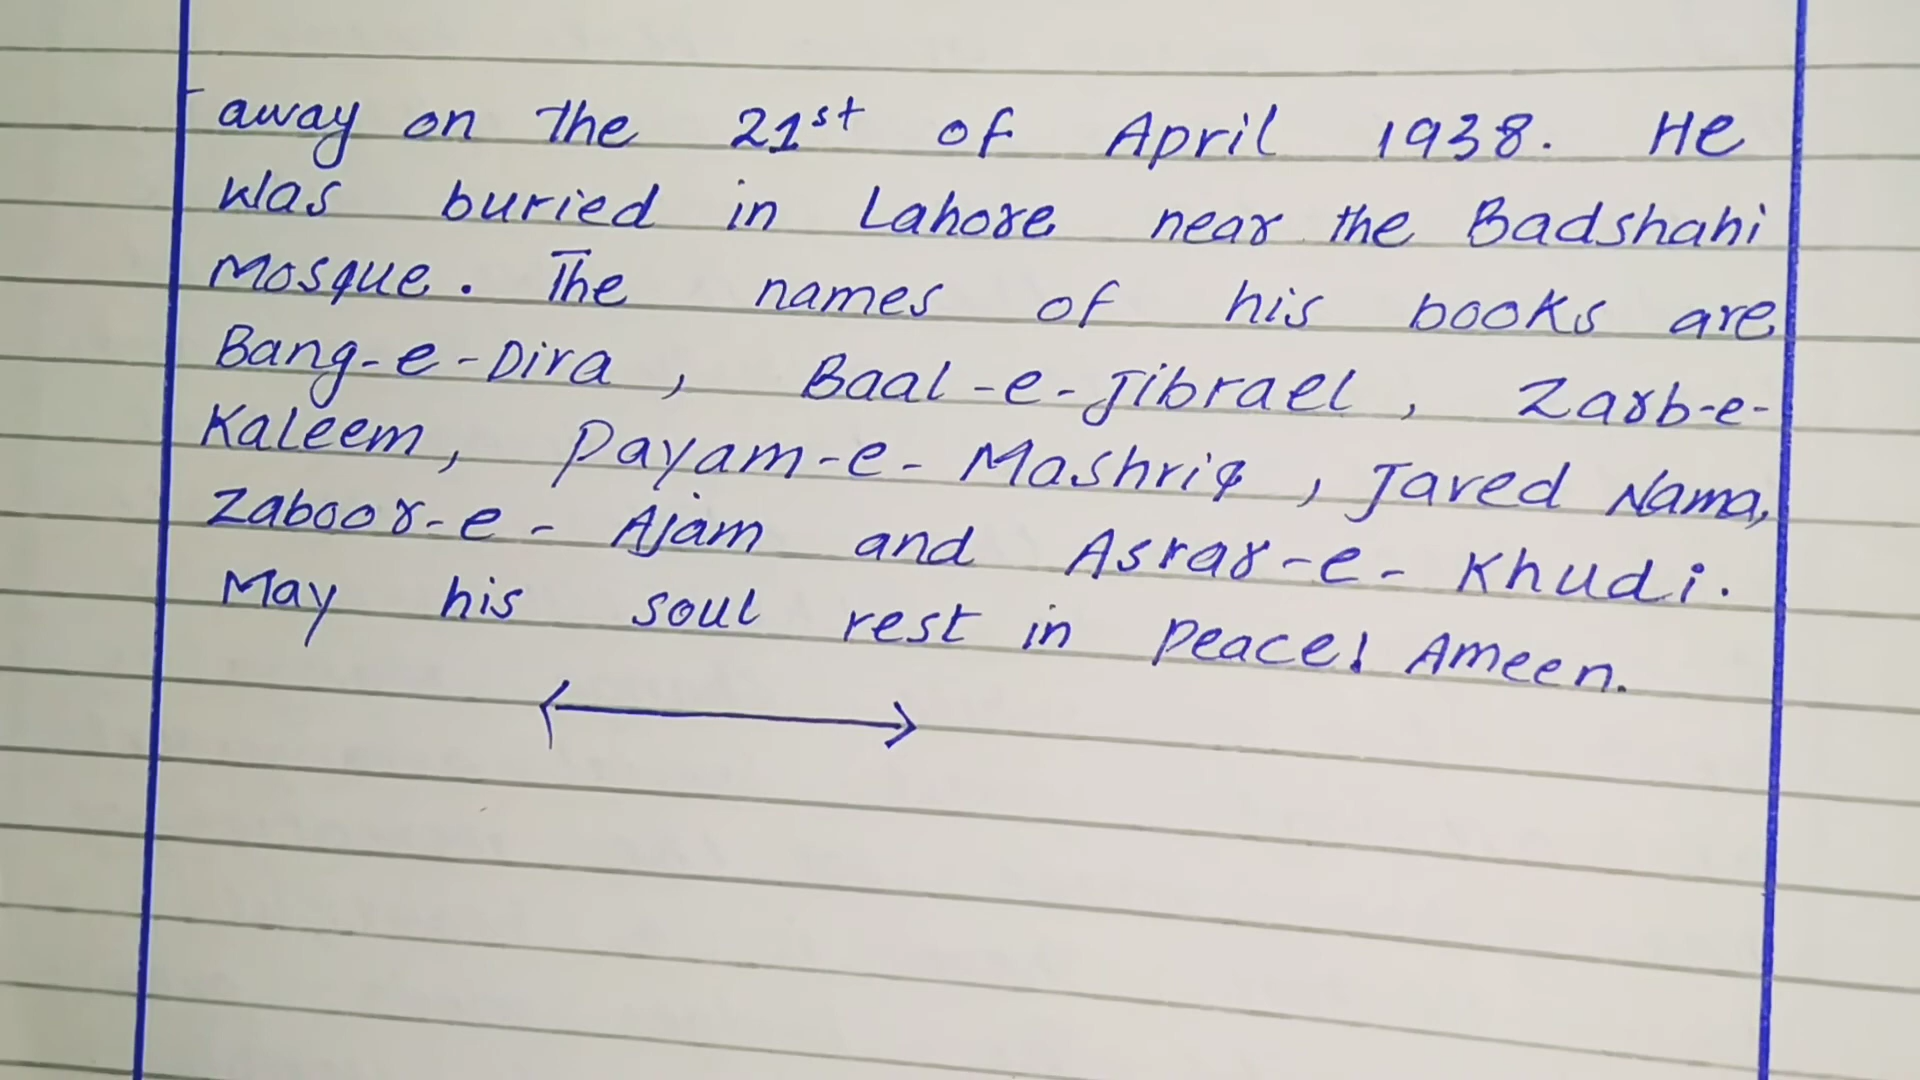 away on the 21st of April 1938. He
was buried in Lahore near the Badshahi
Mosque. The names of his books are
Bang-e-Dira, Baal-e-Jibrael, Zarb-e-
Kaleem, Payam-e-Mashriq, Javed Nama,
Zaboor-e-Ajam and Asrar-e-Khudi.
May his soul rest in peace! Ameen.